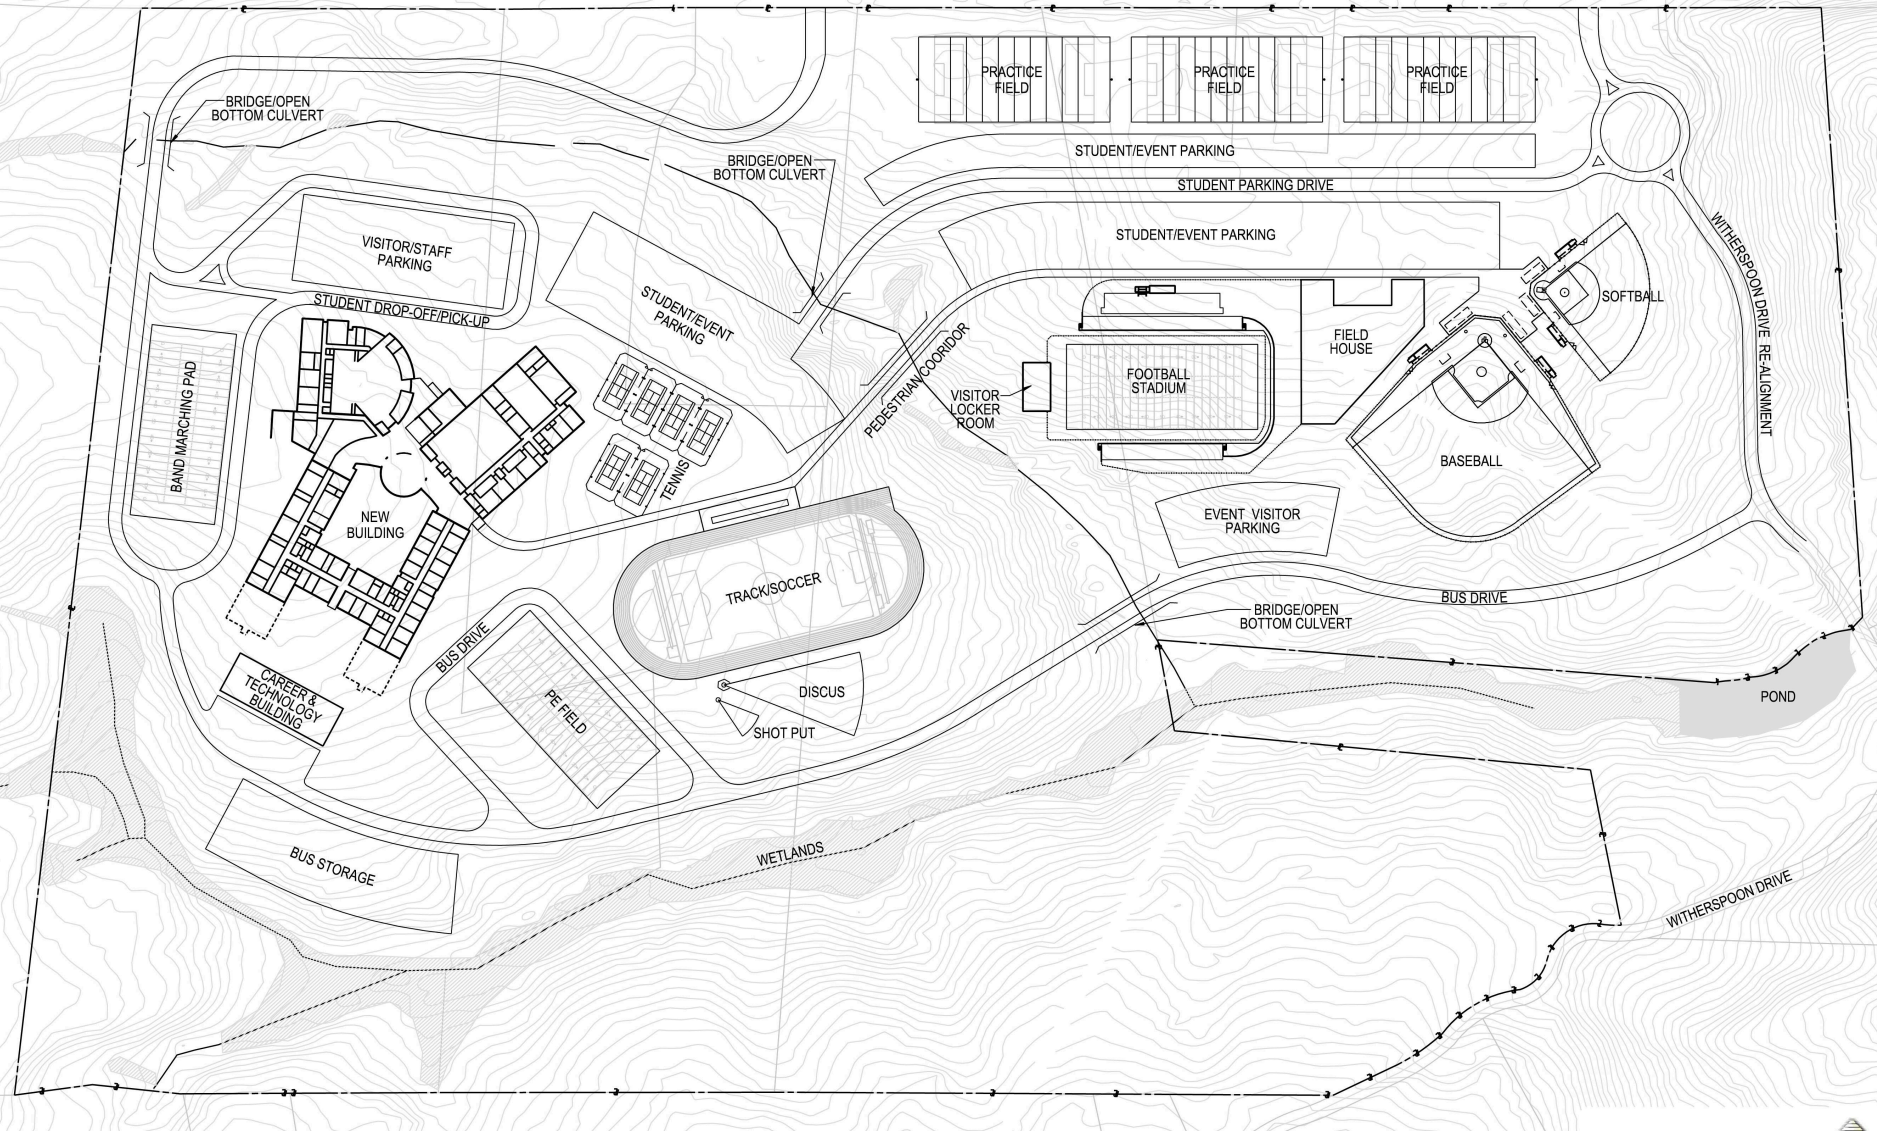 PRACTICE
FIELD
PRACTICE
FIELD
PRACTICE
FIELD
BRIDGE/OPEN
BOTTOM CULVERT
STUDENT/EVENT PARKING
BRIDGE/OPEN
BOTTOM CULVERT
STUDENT PARKING DRIVE
VISITOR/STAFF
PARKING
STUDENT/EVENT PARKING
WITHERSPOON DRIVE RE-ALIGNMENT
STUDENT DROP-OFF/PICK-UP
STUDENT/EVENT
PARKING
SOFTBALL
FIELD
HOUSE
PEDESTRIAN COORIDOR
FOOTBALL
STADIUM
VISITOR
LOCKER
ROOM
BAND MARCHING PAD
TENNIS
BASEBALL
NEW
BUILDING
EVENT VISITOR
PARKING
TRACK/SOCCER
BUS DRIVE
BRIDGE/OPEN
BOTTOM CULVERT
BUS DRIVE
CAREER &
TECHNOLOGY
BUILDING
PE FIELD
DISCUS
SHOT PUT
POND
WETLANDS
BUS STORAGE
WITHERSPOON DRIVE